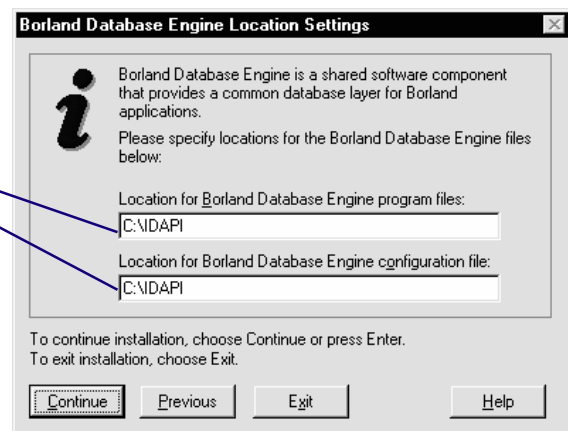 Borland Database Engine Location Settings
Borland Database Engine is a shared software component
that provides a common database layer for Borland
applications.
Please specify locations for the Borland Database Engine files
below:
Location for Borland Database Engine program files:
C:\IDAPI
Location for Borland Database Engine configuration file:
C:\IDAPI
To continue installation, choose Continue or press Enter.
To exit installation, choose Exit.
Continue Previous Exit Help